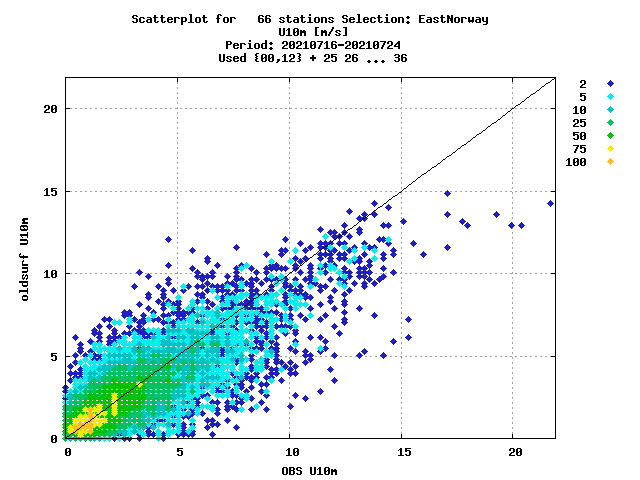 Scatterplot for   66 stations Selection: EastNorway
U10m [m/s]
Period: 20210716-20210724
Used {00,12} + 25 26 ... 36
2
5
10
25
50
75
100
20
15
10
5
0
oldsurf U10m
0 5 10 15 20
OBS U10m